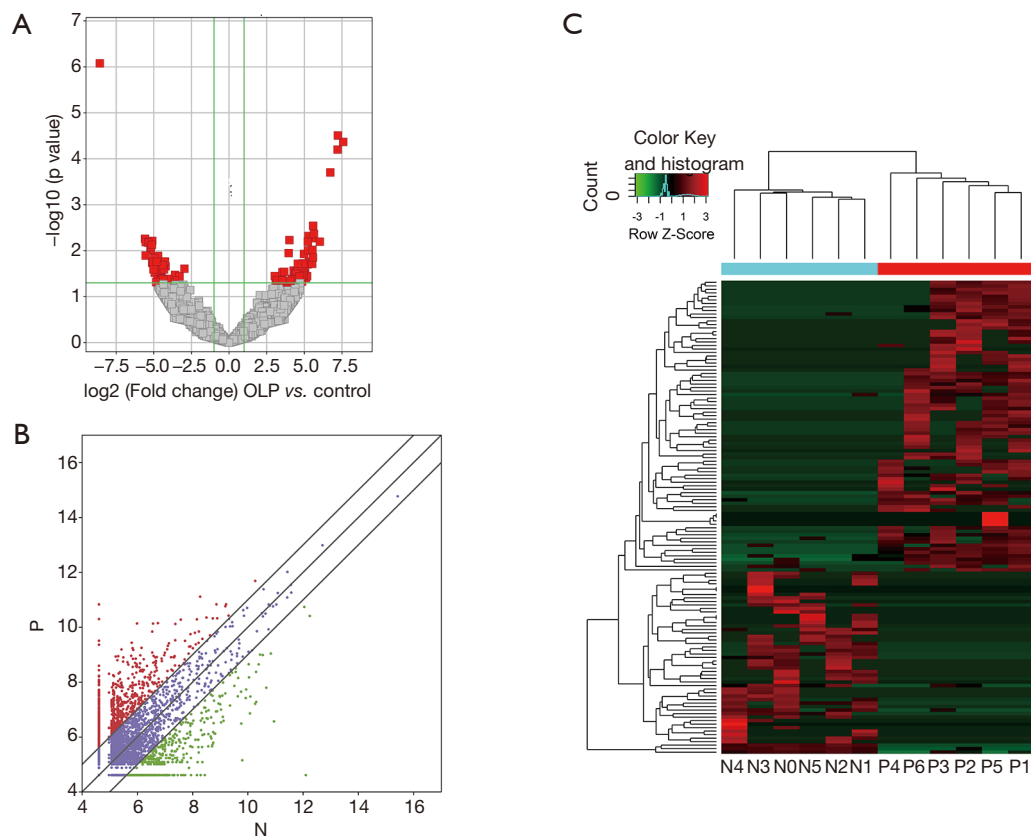 A
7
6
5
4
3
2
1
0
−log10 (p value)
−7.5 −5.0 −2.5 0.0 2.5 5.0 7.5
log2 (Fold change) OLP vs. control
B
16
14
12
10
8
6
4
P
4 6 8 10 12 14 16
N
C
Color Key
and histogram
Count
0
-3 -1 1 3
Row Z-Score
N4 N3 N0 N5 N2 N1 P4 P6 P3 P2 P5 P1